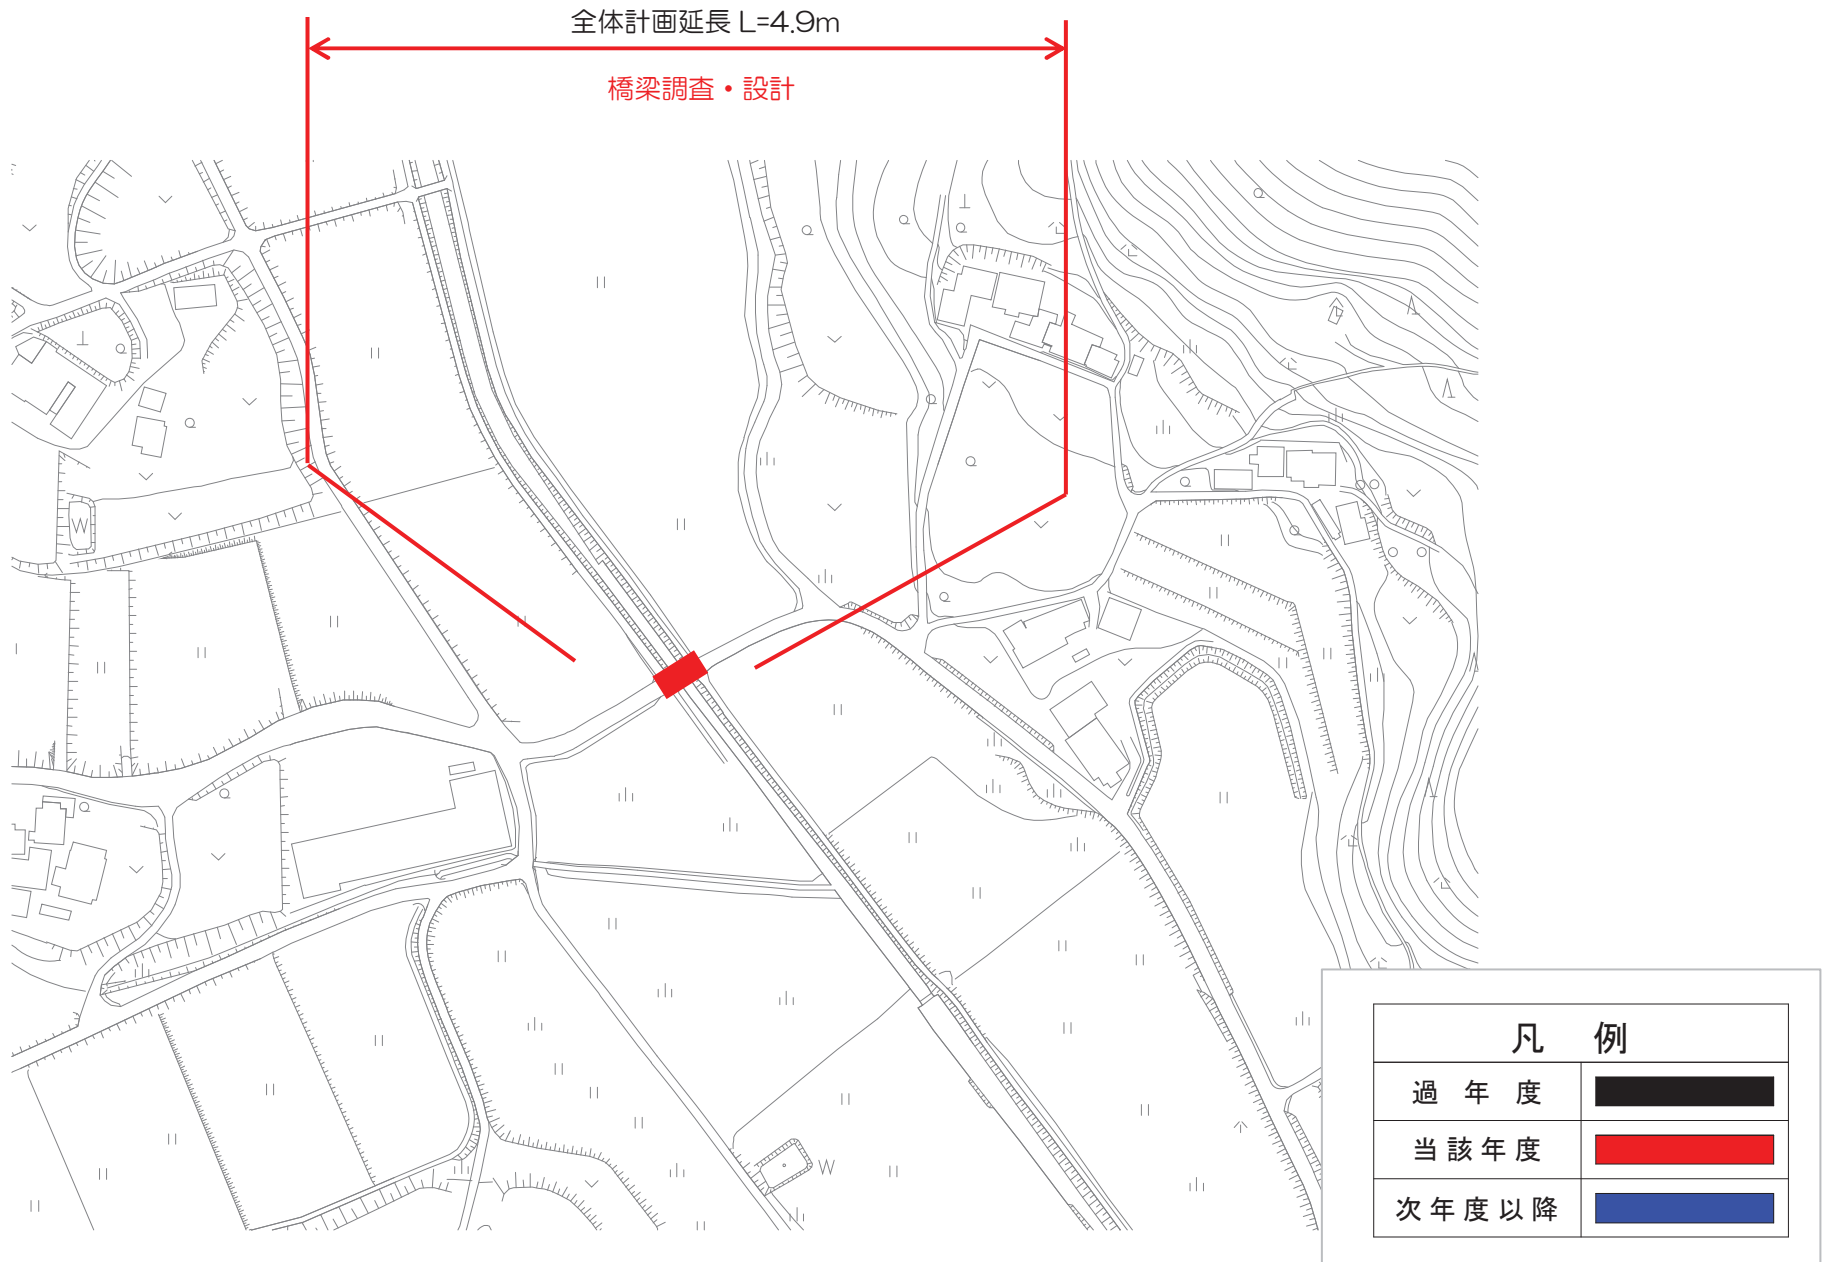 全体計画延長 L=4.9m
橋梁調査・設計
W
W
凡 例
過 年 度
当 該 年 度
次 年 度 以 降